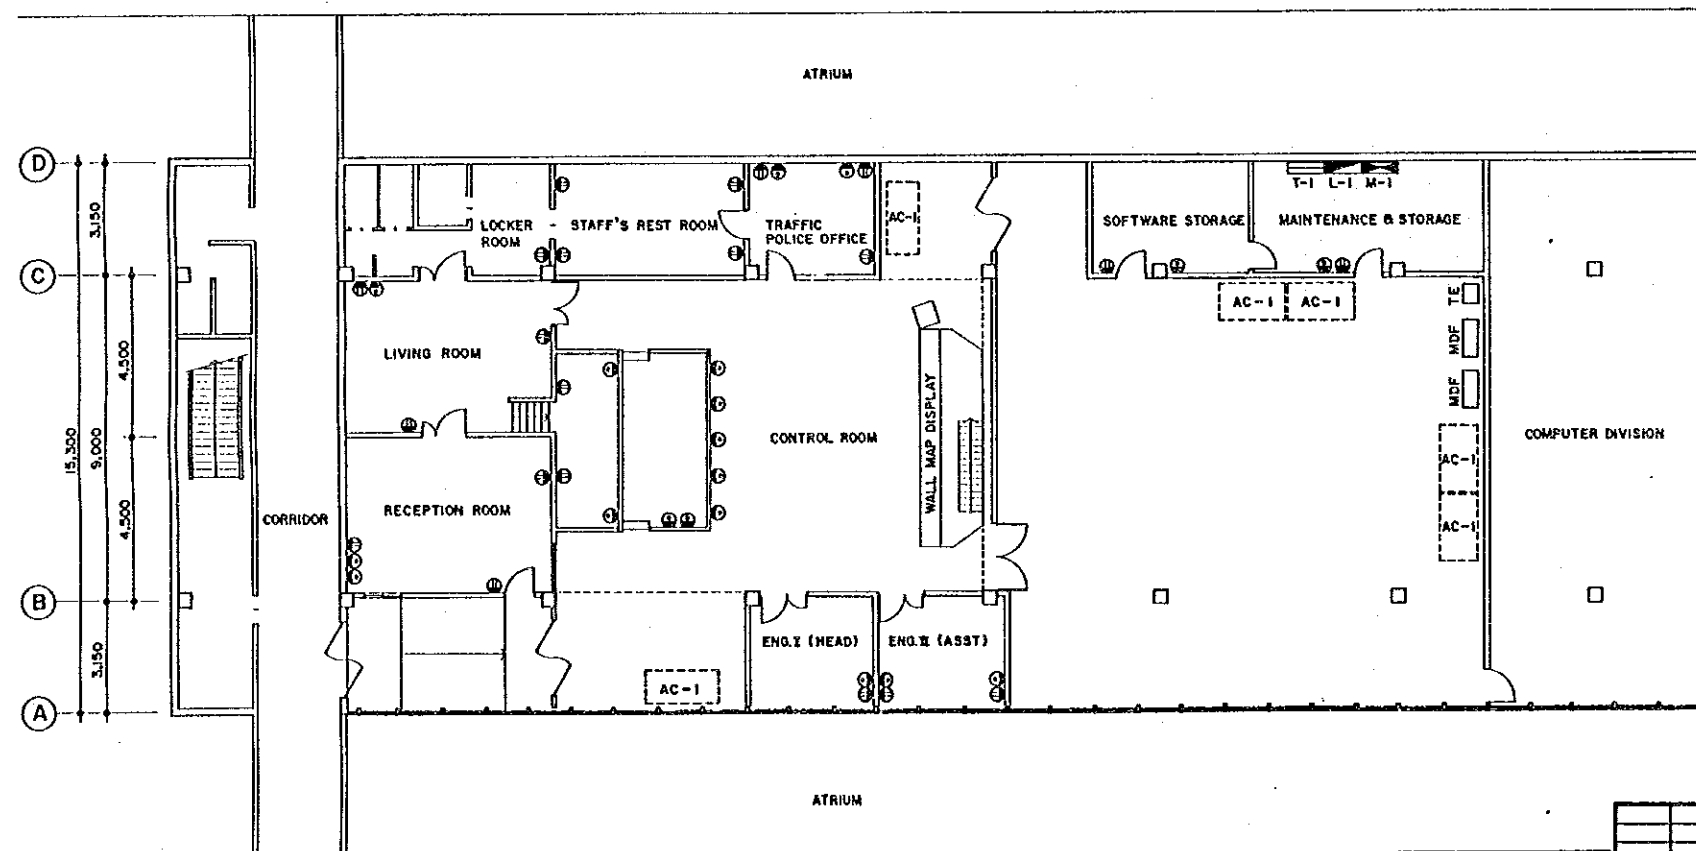 ATRIUM
D
3,150
T-1 L-1 M-1
LOCKER
ROOM
STAFF'S REST ROOM
TRAFFIC
POLICE OFFICE
AC-1
SOFTWARE STORAGE
MAINTENANCE & STORAGE
C
AC-1
AC-1
TE
MDF
MDF
4,500
LIVING ROOM
WALL MAP DISPLAY
15,300
9,000
CONTROL ROOM
COMPUTER DIVISION
AC-1
AC-1
4,500
CORRIDOR
RECEPTION ROOM
B
3,150
ENG.I (HEAD)
ENG.II (ASST)
AC-1
A
ATRIUM